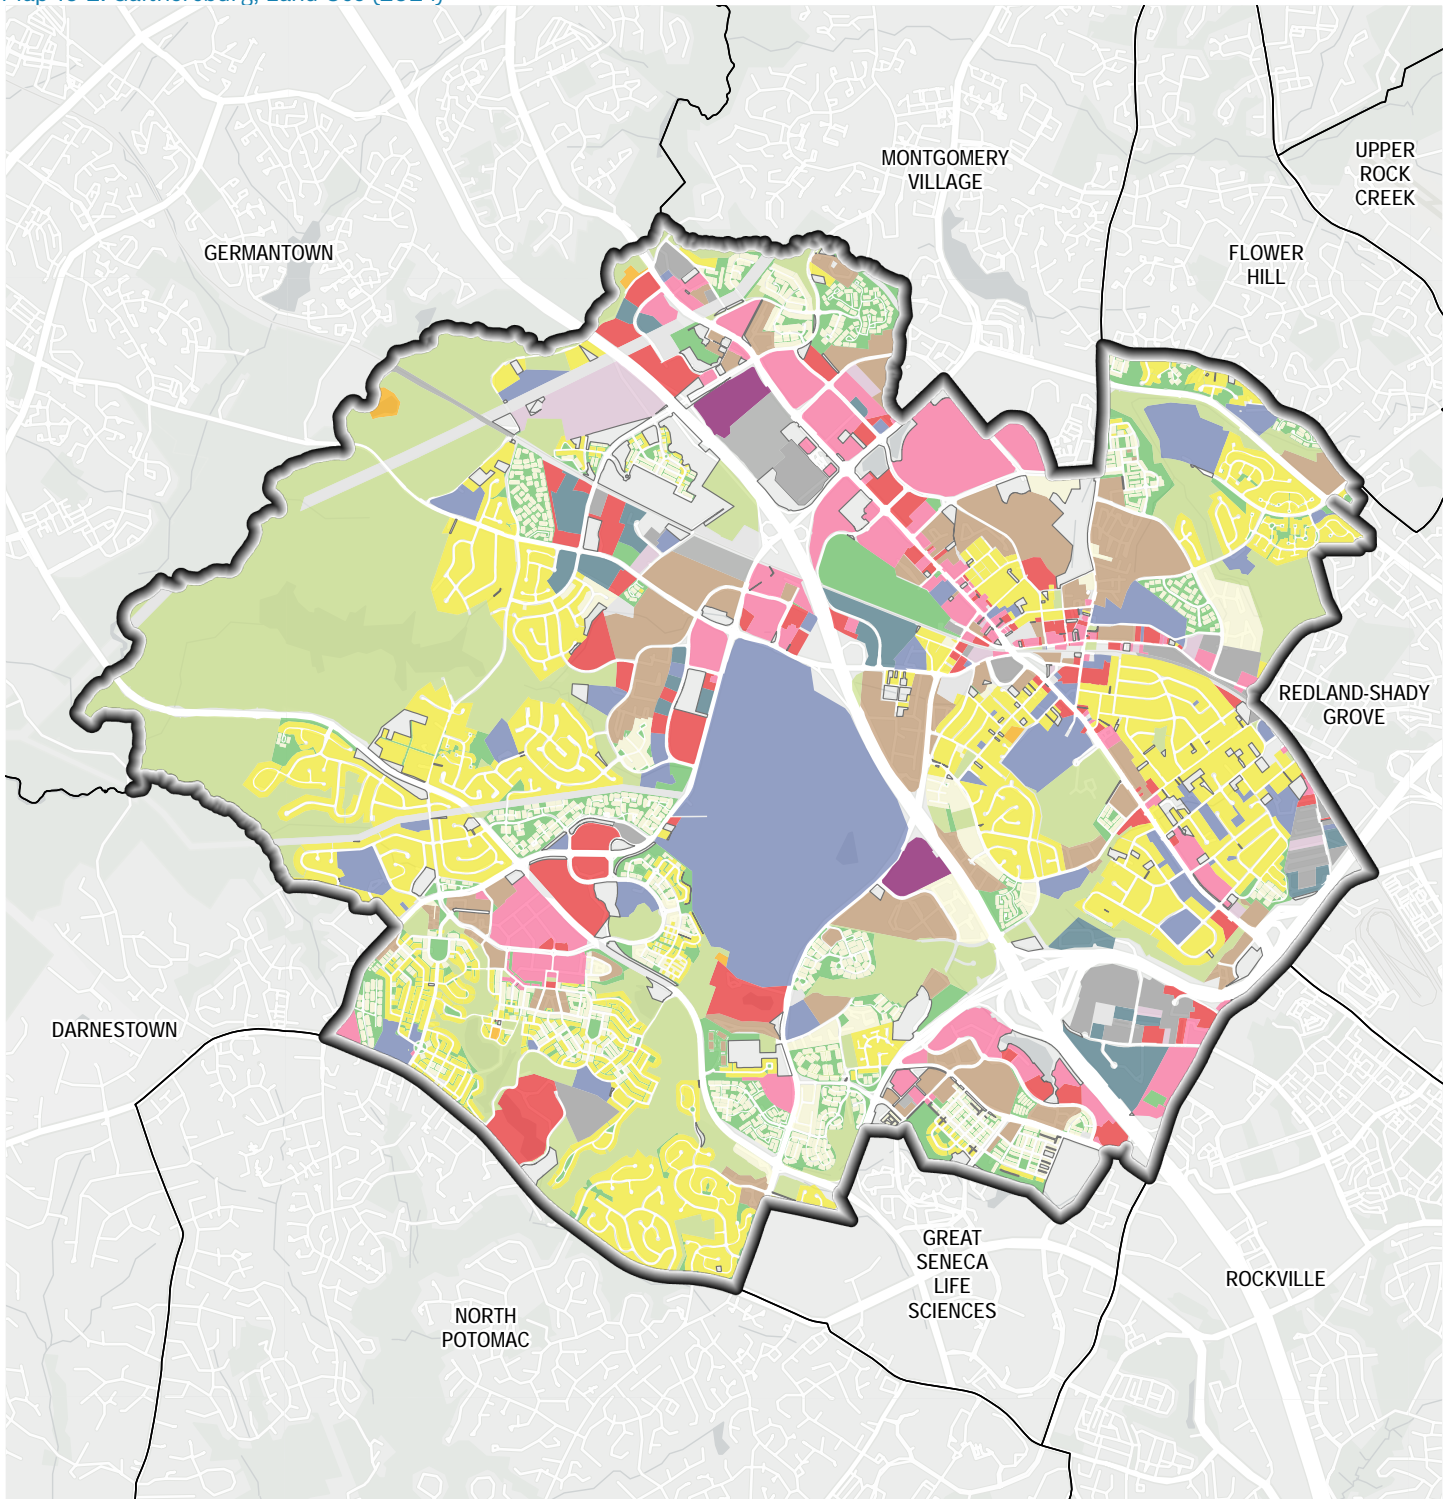 MONTGOMERY
VILLAGE
UPPER
ROCK
CREEK
GERMANTOWN
FLOWER
HILL
REDLAND-SHADY
GROVE
DARNESTOWN
GREAT
SENECA
LIFE
SCIENCES
ROCKVILLE
NORTH
POTOMAC